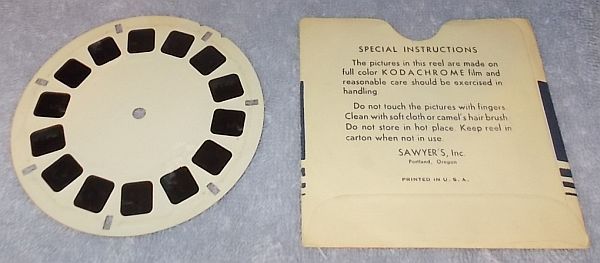 SPECIAL INSTRUCTIONS
The pictures in this reel are made on
full color KODACHROME film and
reasonable care should be exercised in
handling.
Do not touch the pictures with fingers.
Clean with soft cloth or camel's hair brush.
Do not store in hot place. Keep reel in
carton when not in use.
SAWYER'S, Inc.
Portland, Oregon
PRINTED IN U. S. A.